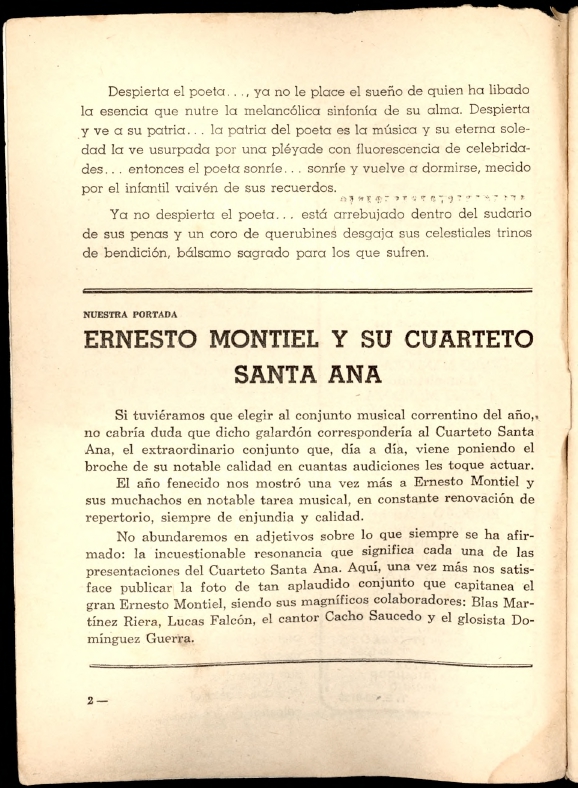 Despierta el poeta..., ya no le place el sueño de quien ha libado
la esencia que nutre la melancólica sinfonía de su alma. Despierta
y ve a su patria... la patria del poeta es la música y su eterna sole-
dad la ve usurpada por una pléyade con fluorescencia de celebrida-
des... entonces el poeta sonríe... sonríe y vuelve a dormirse, mecido
por el infantil vaivén de sus recuerdos.
Ya no despierta el poeta... está arrebujado dentro del sudario
de sus penas y un coro de querubines desgaja sus celestiales trinos
de bendición, bálsamo sagrado para los que sufren.
NUESTRA PORTADA
ERNESTO MONTIEL Y SU CUARTETO
SANTA ANA
Si tuviéramos que elegir al conjunto musical correntino del año,
no cabría duda que dicho galardón correspondería al Cuarteto Santa
Ana, el extraordinario conjunto que, día a día, viene poniendo el
broche de su notable calidad en cuantas audiciones les toque actuar.
El año fenecido nos mostró una vez más a Ernesto Montiel y
sus muchachos en notable tarea musical, en constante renovación de
repertorio, siempre de enjundia y calidad.
No abundaremos en adjetivos sobre lo que siempre se ha afir-
mado: la incuestionable resonancia que significa cada una de las
presentaciones del Cuarteto Santa Ana. Aquí, una vez más nos satis-
face publicar la foto de tan aplaudido conjunto que capitanea el
gran Ernesto Montiel, siendo sus magníficos colaboradores: Blas Mar-
tínez Riera, Lucas Falcón, el cantor Cacho Saucedo y el glosista Do-
mínguez Guerra.
2 —